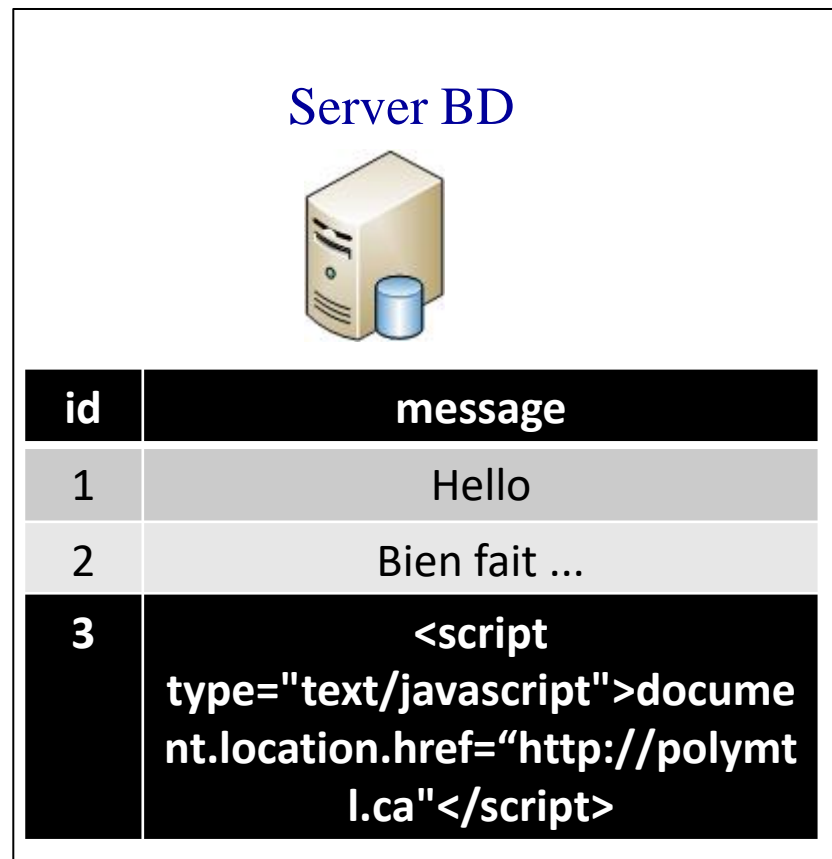 Server BD
id message
1 Hello
2 Bien fait ...
3 <script
type="text/javascript">docume
nt.location.href=“http://polymt
l.ca"</script>